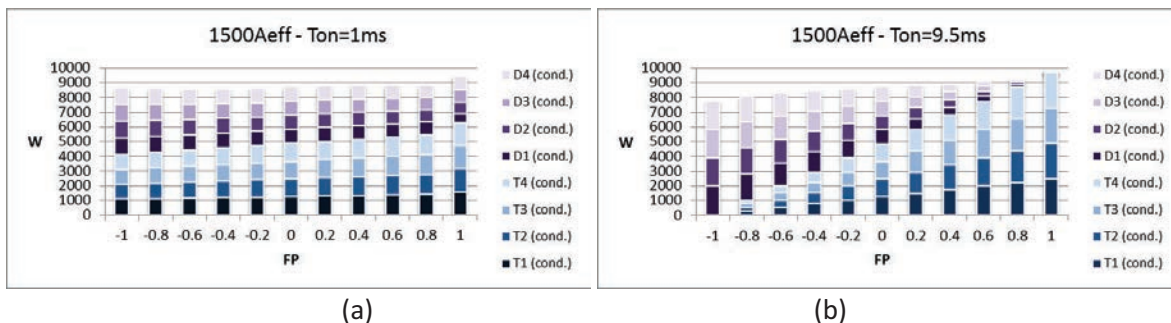 1500Aeff - Ton=1ms
W
10000
9000
8000
7000
6000
5000
4000
3000
2000
1000
0
-1 -0.8 -0.6 -0.4 -0.2 0 0.2 0.4 0.6 0.8 1
FP
D4 (cond.)
D3 (cond.)
D2 (cond.)
D1 (cond.)
T4 (cond.)
T3 (cond.)
T2 (cond.)
T1 (cond.)
(a)
1500Aeff - Ton=9.5ms
W
10000
9000
8000
7000
6000
5000
4000
3000
2000
1000
0
-1 -0.8 -0.6 -0.4 -0.2 0 0.2 0.4 0.6 0.8 1
FP
D4 (cond.)
D3 (cond.)
D2 (cond.)
D1 (cond.)
T4 (cond.)
T3 (cond.)
T2 (cond.)
T1 (cond.)
(b)